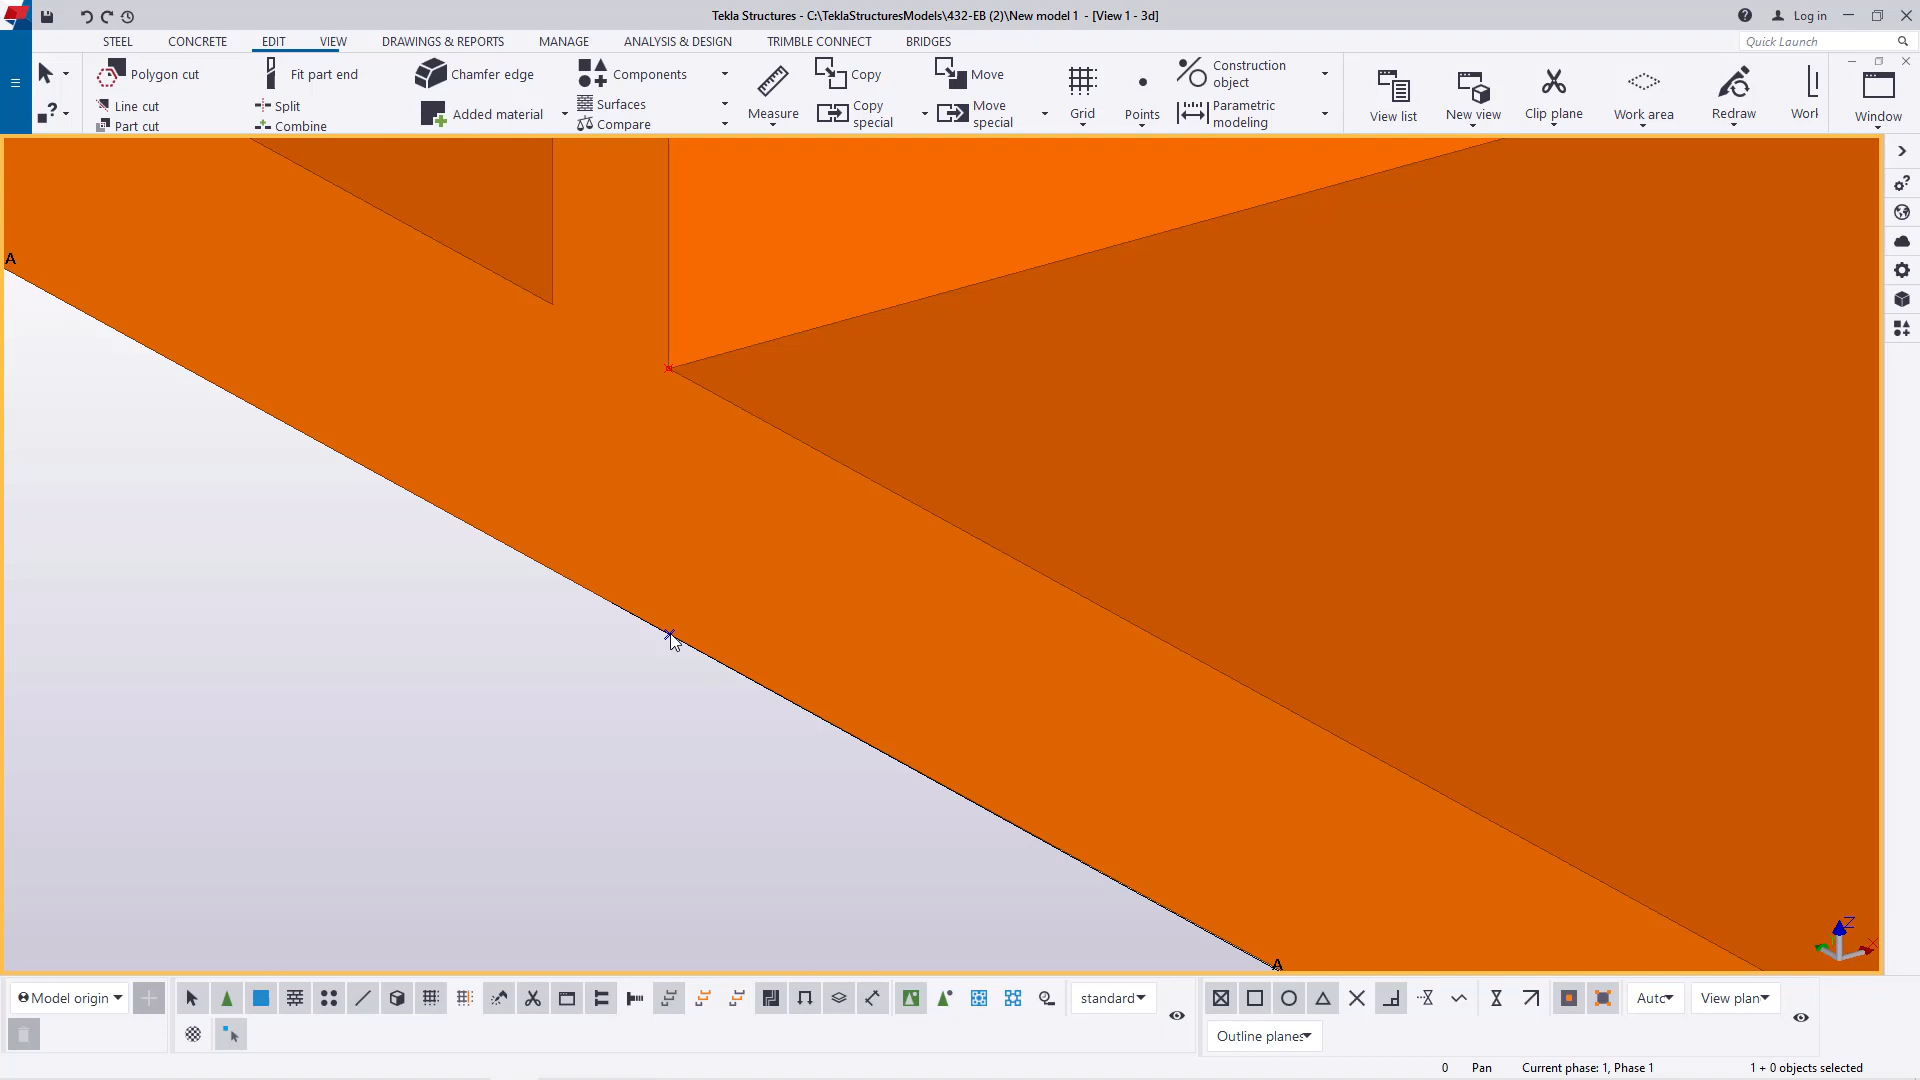 Tekla Structures - C:\TeklaStructuresModels\432-EB (2)\New model 1 - [View 1 - 3d]
Log in
STEEL CONCRETE EDIT VIEW DRAWINGS & REPORTS MANAGE ANALYSIS & DESIGN TRIMBLE CONNECT BRIDGES
Quick Launch
Polygon cut
Line cut
Part cut
Fit part end
Split
Combine
Chamfer edge
Added material
Components
Surfaces
Compare
Measure
Copy
Copy special
Move
Move special
Grid
Points
Construction object
Parametric modeling
View list
New view
Clip plane
Work area
Redraw
Worl
Window
A
A
Z
X
Model origin
standard
Auto
View plan
Outline planes
0 Pan Current phase: 1, Phase 1 1 + 0 objects selected